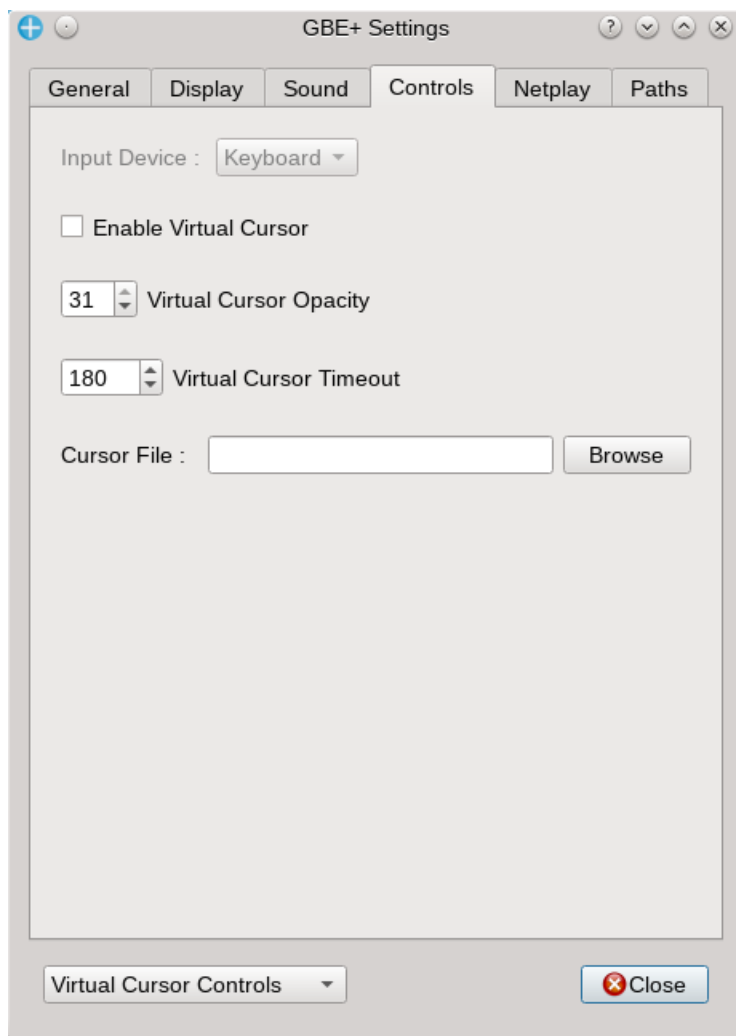 GBE+ Settings
General Display Sound Controls Netplay Paths
Input Device : Keyboard
Enable Virtual Cursor
31 Virtual Cursor Opacity
180 Virtual Cursor Timeout
Cursor File : Browse
Virtual Cursor Controls Close